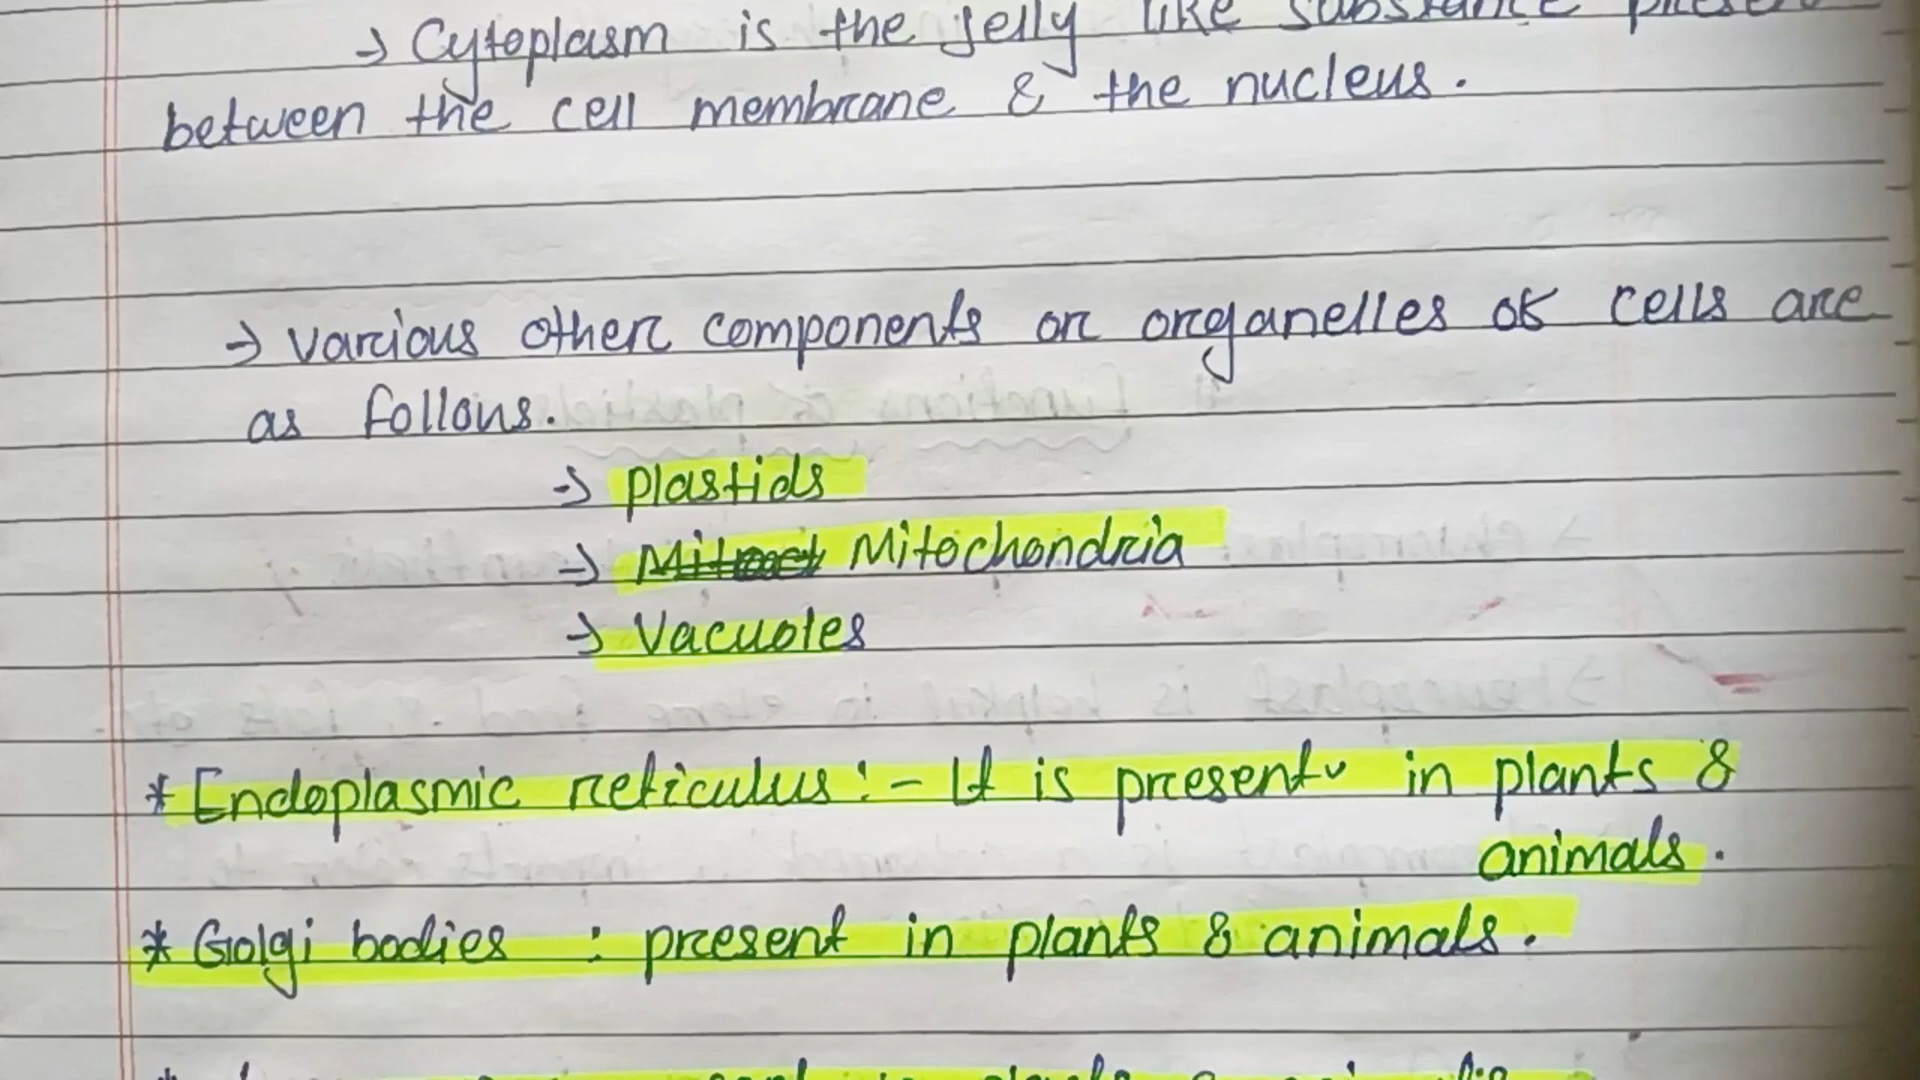 → Cytoplasm is the jelly like substance present
between the cell membrane & the nucleus.
→ various other components or organelles of cells are
as follows.
→ plastids
→ Mitochondria
→ Vacuoles
* Endoplasmic reticulus :- It is present in plants &
animals.
* Golgi bodies : present in plants & animals.